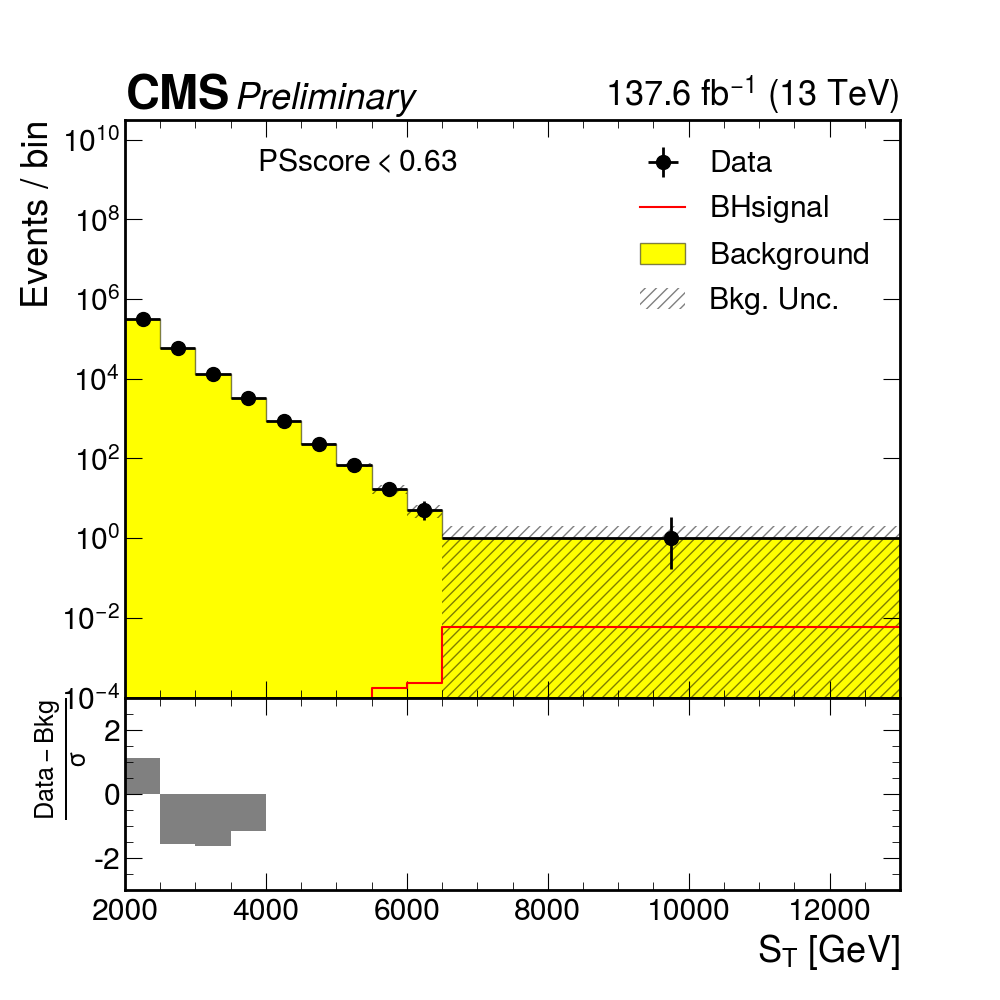 CMS Preliminary 137.6 fb⁻¹ (13 TeV)
Events / bin
PSscore < 0.63
Data
BHsignal
Background
Bkg. Unc.
10¹⁰
10⁸
10⁶
10⁴
10²
10⁰
10⁻²
10⁻⁴
Data – Bkg
σ
2
0
-2
2000 4000 6000 8000 10000 12000
S_T [GeV]